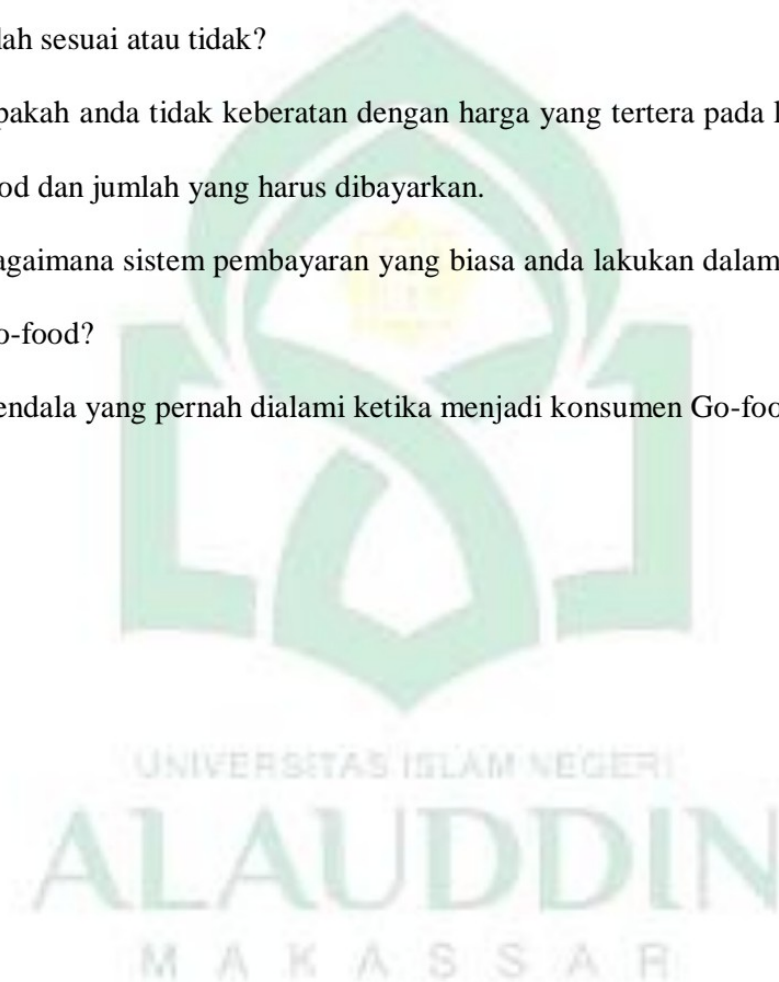 lah sesuai atau tidak?
pakah anda tidak keberatan dengan harga yang tertera pada
od dan jumlah yang harus dibayarkan.
agaimana sistem pembayaran yang biasa anda lakukan dalam
o-food?
endala yang pernah dialami ketika menjadi konsumen Go-foo
UNIVERSITAS ISLAM NEGERI
ALAUDDIN
MAKASSAR